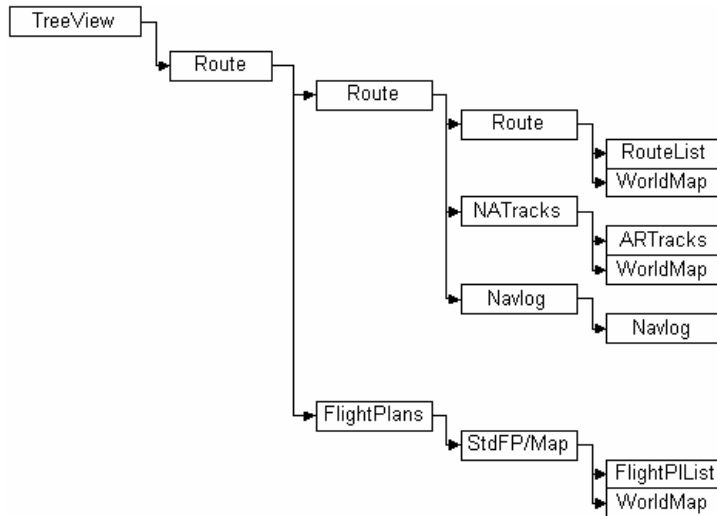 TreeView
Route
Route
Route
RouteList
WorldMap
NATracks
ARTracks
WorldMap
Navlog
Navlog
FlightPlans
StdFP/Map
FlightPlList
WorldMap